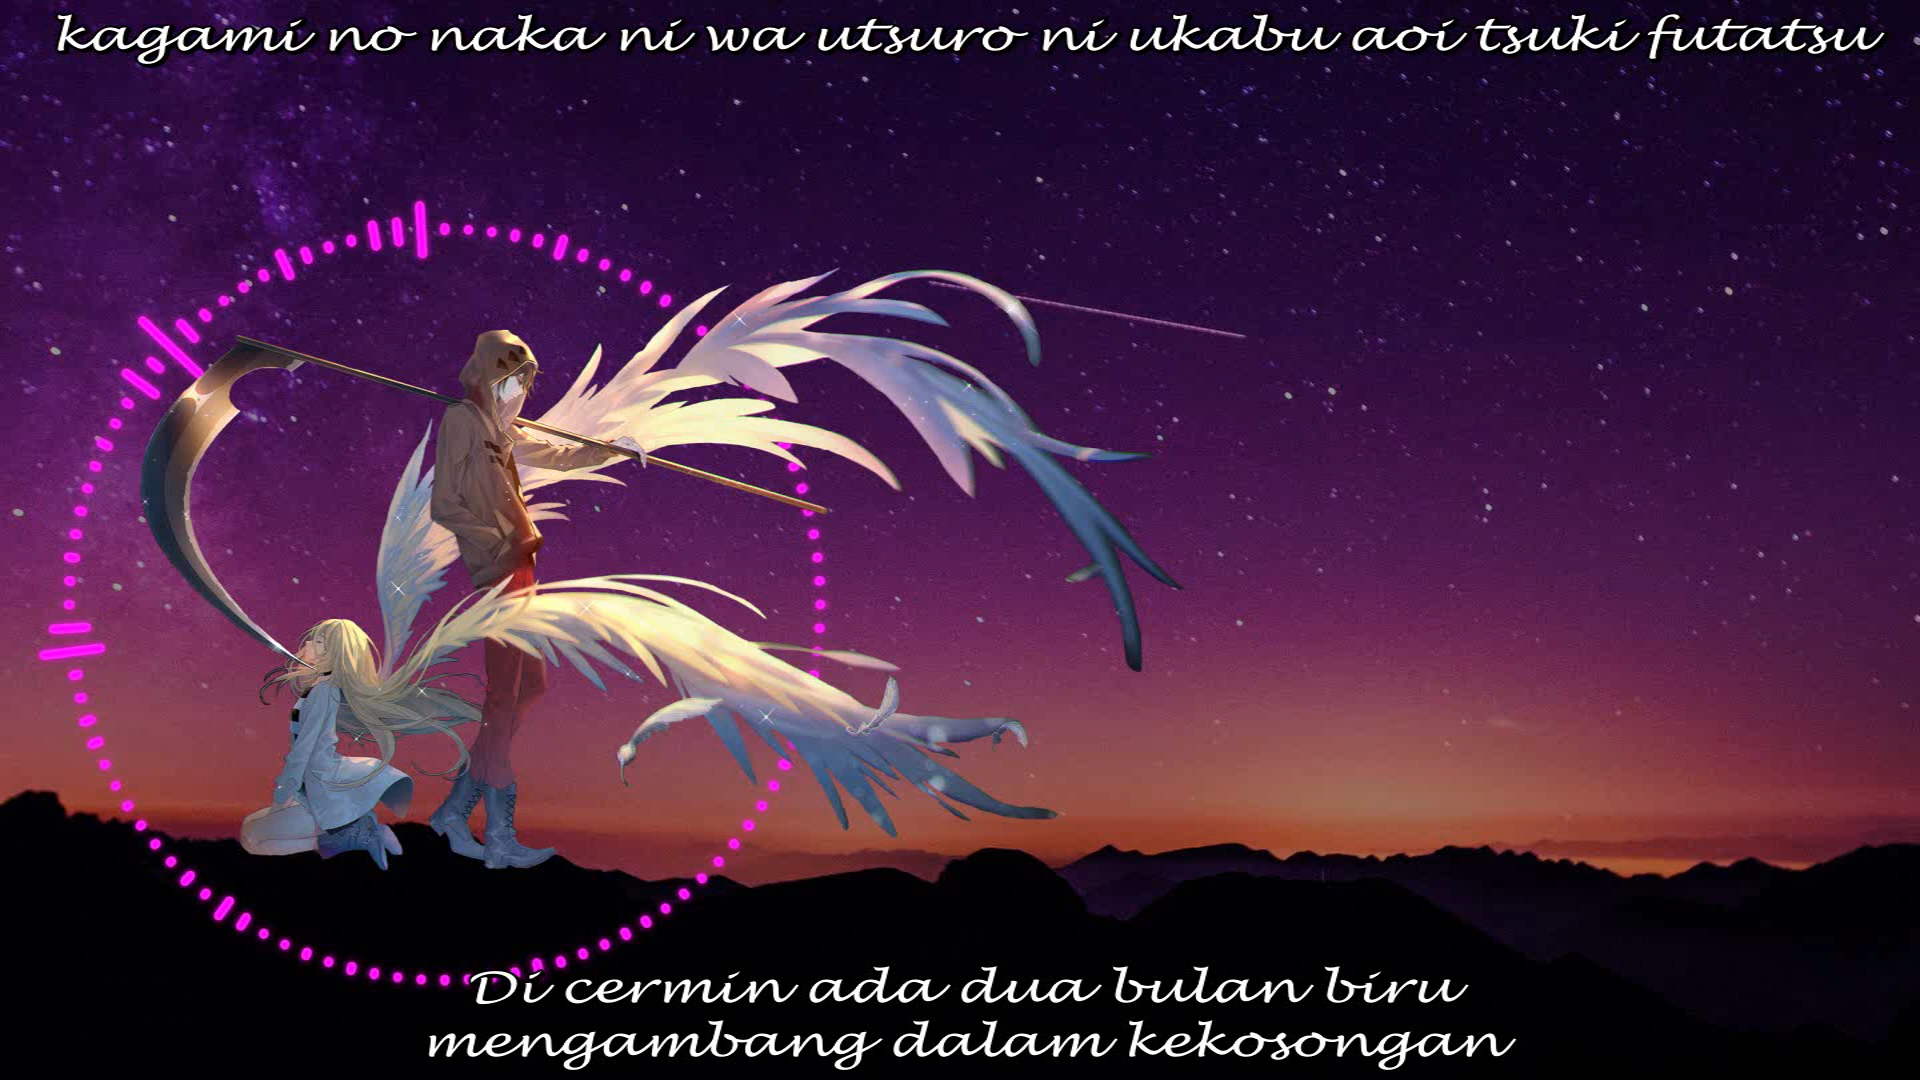 kagami no naka ni wa utsuro ni ukabu aoi tsuki futatsu
Di cermin ada dua bulan biru
mengambang dalam kekosongan